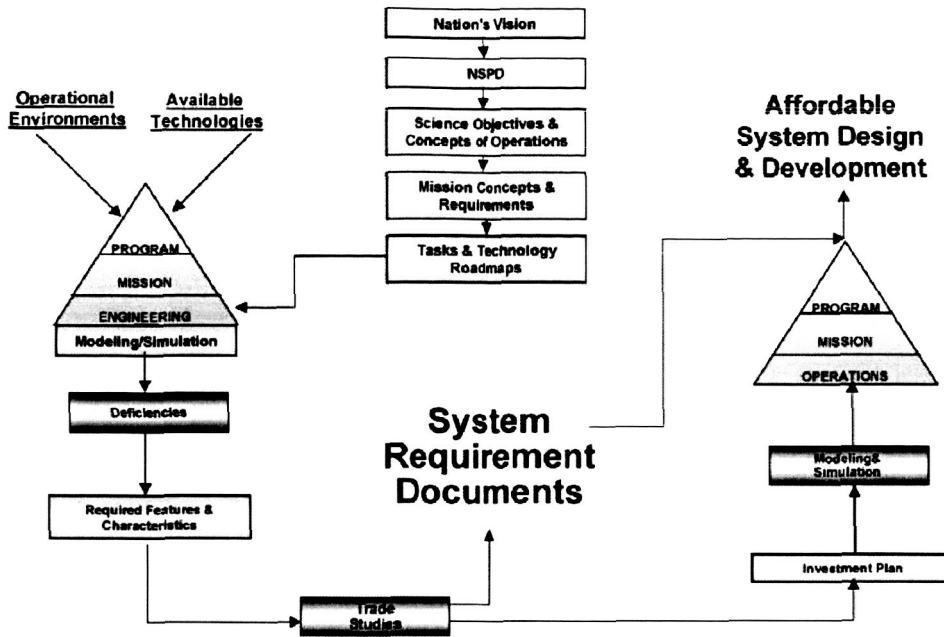 Nation's Vision
NSPD
Science Objectives &
Concepts of Operations
Mission Concepts &
Requirements
Tasks & Technology
Roadmaps
Operational
Environments
Available
Technologies
PROGRAM
MISSION
ENGINEERING
Modeling/Simulation
Deficiencies
Required Features &
Characteristics
Trade
Studies
System
Requirement
Documents
Affordable
System Design
& Development
PROGRAM
MISSION
OPERATIONS
Modeling&
Simulation
Investment Plan